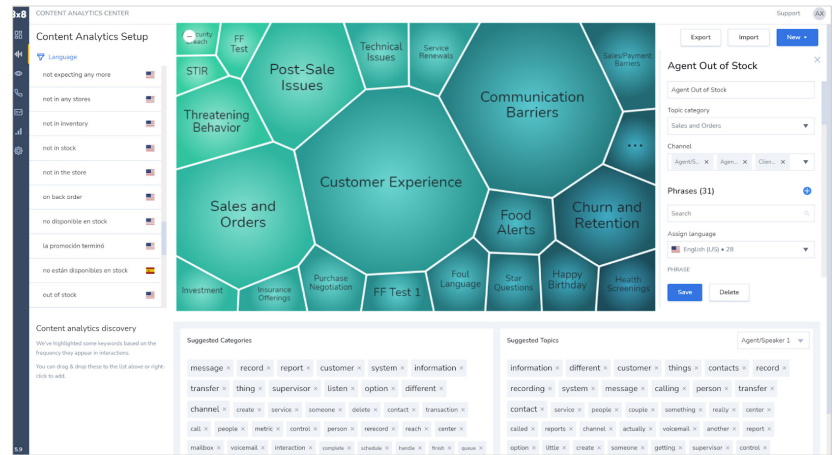 8x8
CONTENT ANALYTICS CENTER
Support
AX
Content Analytics Setup
Language
not expecting any more
not in any stores
not in inventory
not in stock
not in the store
on back order
no disponible en stock
la promoción terminó
no están disponibles en stock
out of stock
Content analytics discovery
We've highlighted some keywords based on the
frequency they appear in interactions.
You can drag & drop these to the list above or right-
click to add.
5.9
FF
Test
STIR
Post-Sale
Issues
Technical
Issues
Service
Renewals
Sales/Payment
Barriers
Threatening
Behavior
Communication
Barriers
...
Customer Experience
Sales and
Orders
Food
Alerts
Churn and
Retention
Investment
Insurance
Offerings
Purchase
Negotiation
FF Test 1
Foul
Language
Star
Questions
Happy
Birthday
Health
Screenings
Export
Import
New
Agent Out of Stock
Agent Out of Stock
Topic category
Sales and Orders
Channel
Agent/S... × Agen... × Clien... ×
Phrases (31)
Search
Assign language
English (US) • 28
PHRASE
Save
Delete
Suggested Categories
message × record × report × customer × system × information ×
transfer × thing × supervisor × listen × option × different ×
channel × create × service × someone × delete × contact × transaction ×
call × people × metric × control × person × rerecord × reach × center ×
mailbox × voicemail × interaction × complete × schedule × handle × finish × queue ×
Suggested Topics
Agent/Speaker 1
information × different × customer × things × contacts × record ×
recording × system × message × calling × person × transfer ×
contact × service × people × couple × something × really × center ×
called × reports × channel × actually × voicemail × another × report ×
option × little × create × someone × getting × supervisor × control ×